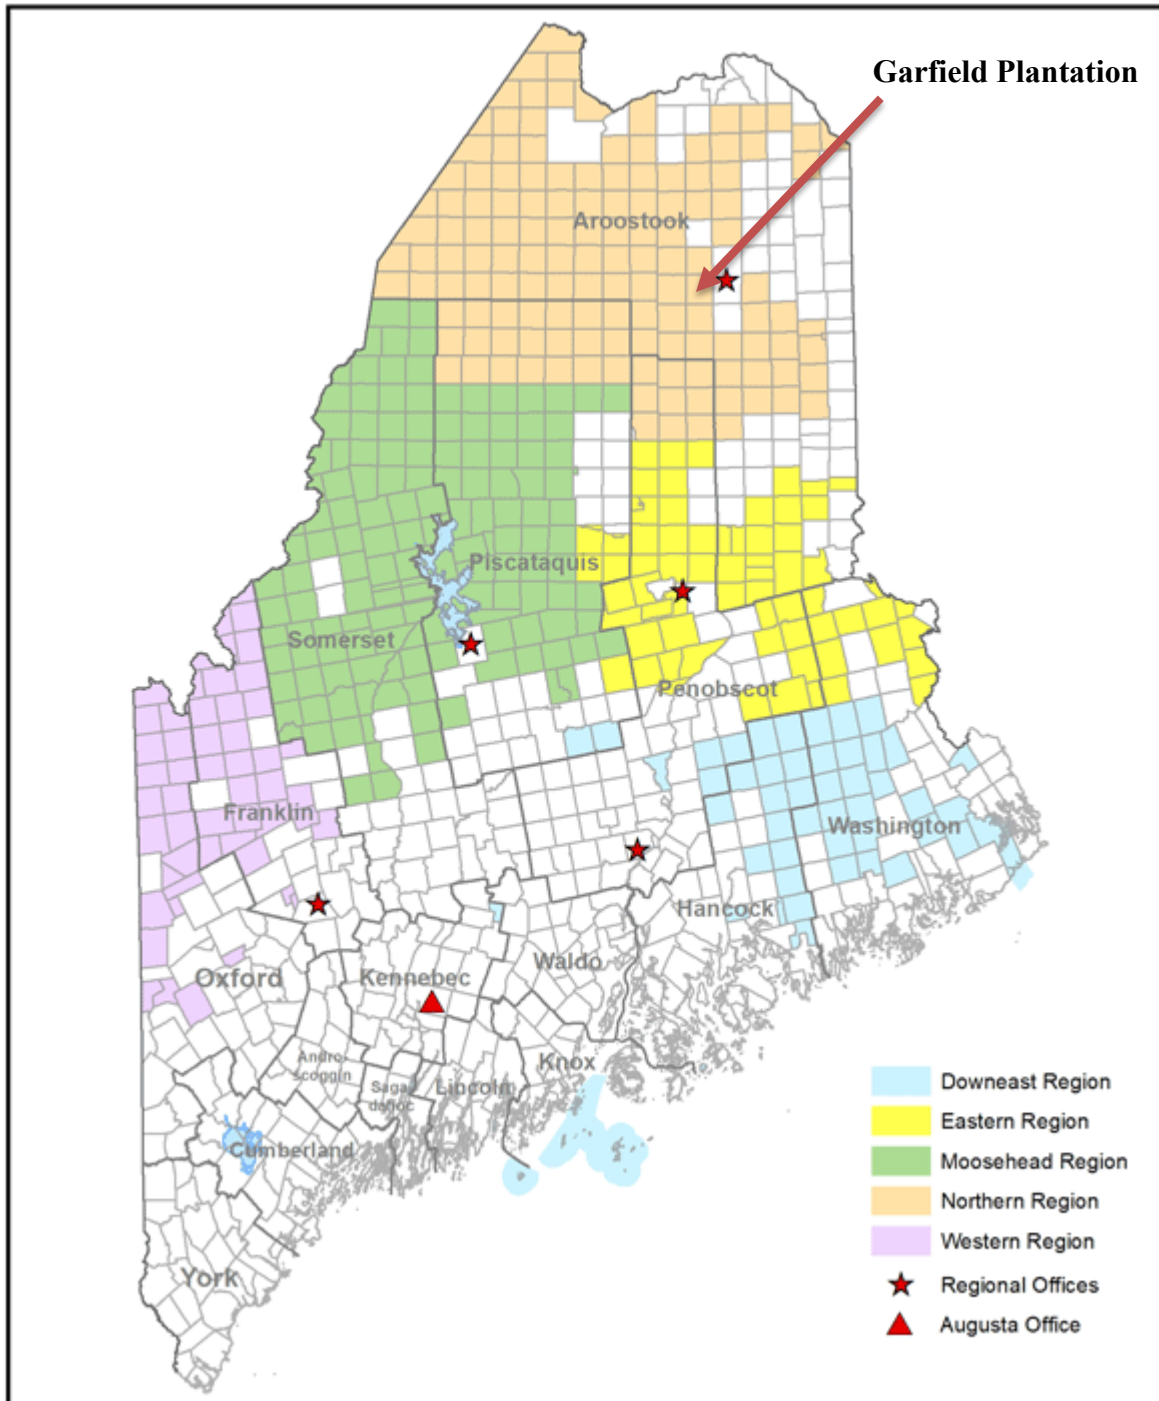 Garfield Plantation
Aroostook
Piscataquis
Somerset
Penobscot
Franklin
Washington
Hancock
Waldo
Oxford
Kennebec
Andro-
scoggin
Knox
Saga
dahoc
Lincoln
Cumberland
York
Downeast Region
Eastern Region
Moosehead Region
Northern Region
Western Region
Regional Offices
Augusta Office